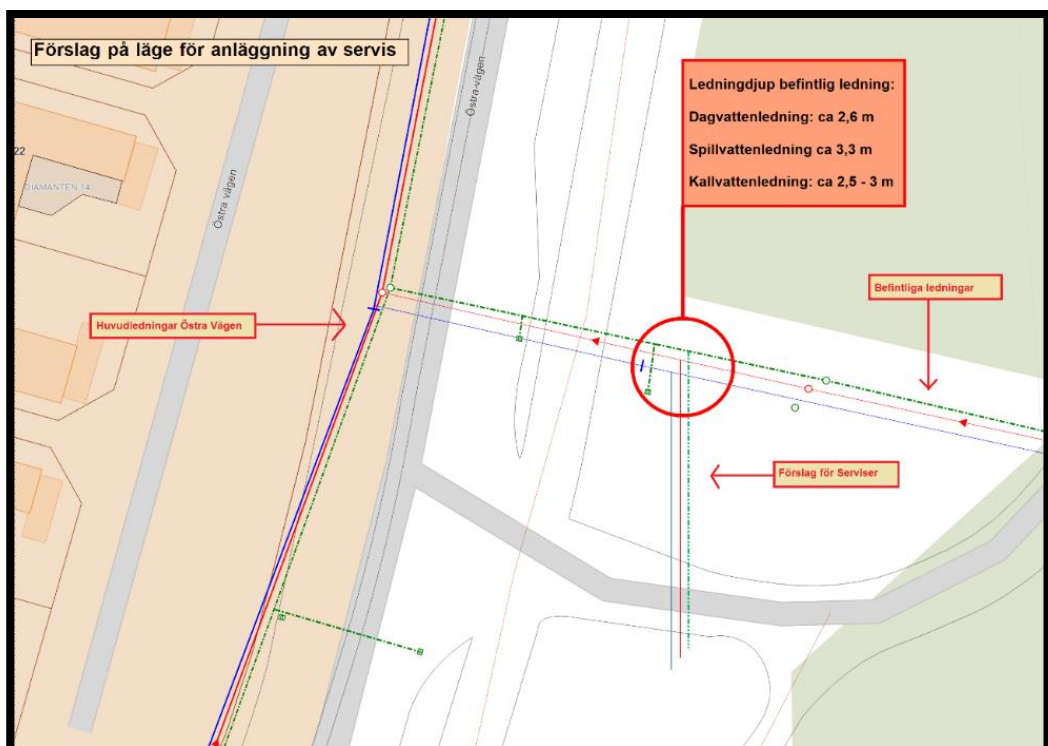 Förslag på läge för anläggning av servis
Ledningdjup befintlig ledning:
Dagvattenledning: ca 2,6 m
Spillvattenledning ca 3,3 m
Kallvattenledning: ca 2,5 - 3 m
Östra-vägen
22
DIAMANTEN 14
Östra vägen
Befintliga ledningar
Huvudledningar Östra Vägen
Förslag för Serviser